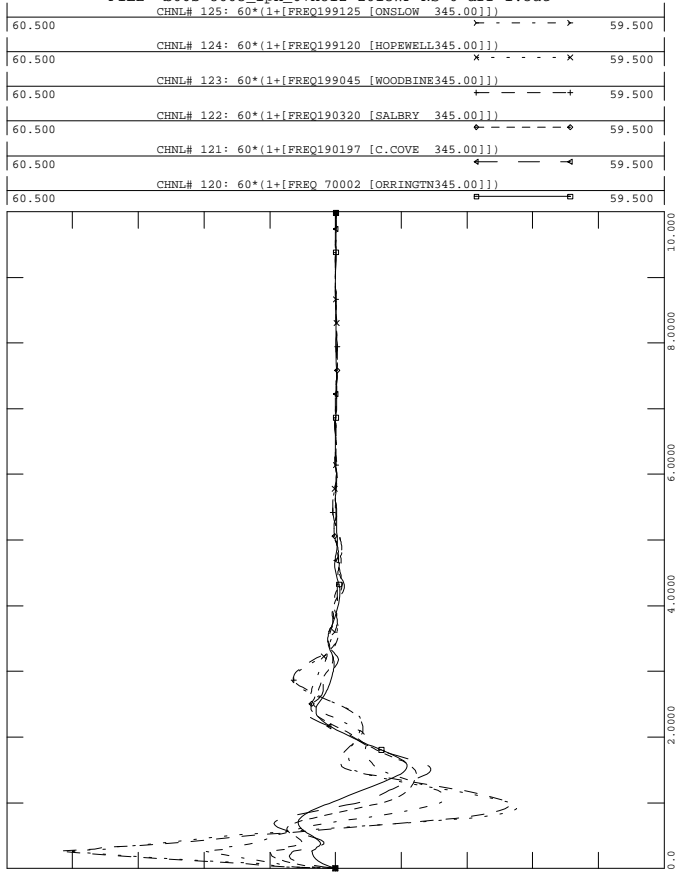 CHNL# 125: 60*(1+[FREQ199125 [ONSLOW 345.00]])
60.500 59.500
CHNL# 124: 60*(1+[FREQ199120 [HOPEWELL345.00]])
60.500 59.500
CHNL# 123: 60*(1+[FREQ199045 [WOODBINE345.00]])
60.500 59.500
CHNL# 122: 60*(1+[FREQ190320 [SALBRY 345.00]])
60.500 59.500
CHNL# 121: 60*(1+[FREQ190197 [C.COVE 345.00]])
60.500 59.500
CHNL# 120: 60*(1+[FREQ 70002 [ORRINGTN345.00]])
60.500 59.500
10.000
8.0000
6.0000
4.0000
2.0000
0.0